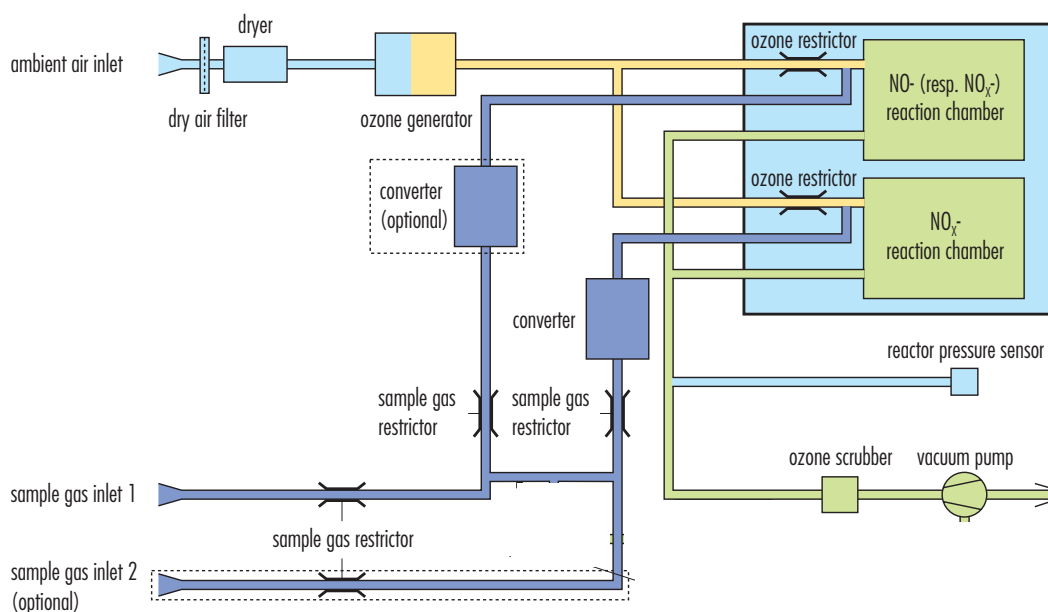 dryer
ambient air inlet
dry air filter
ozone generator
ozone restrictor
NO- (resp. NOₓ-)
reaction chamber
converter
(optional)
ozone restrictor
NOₓ-
reaction chamber
converter
reactor pressure sensor
sample gas
restrictor
sample gas
restrictor
ozone scrubber
vacuum pump
sample gas inlet 1
sample gas restrictor
sample gas inlet 2
(optional)